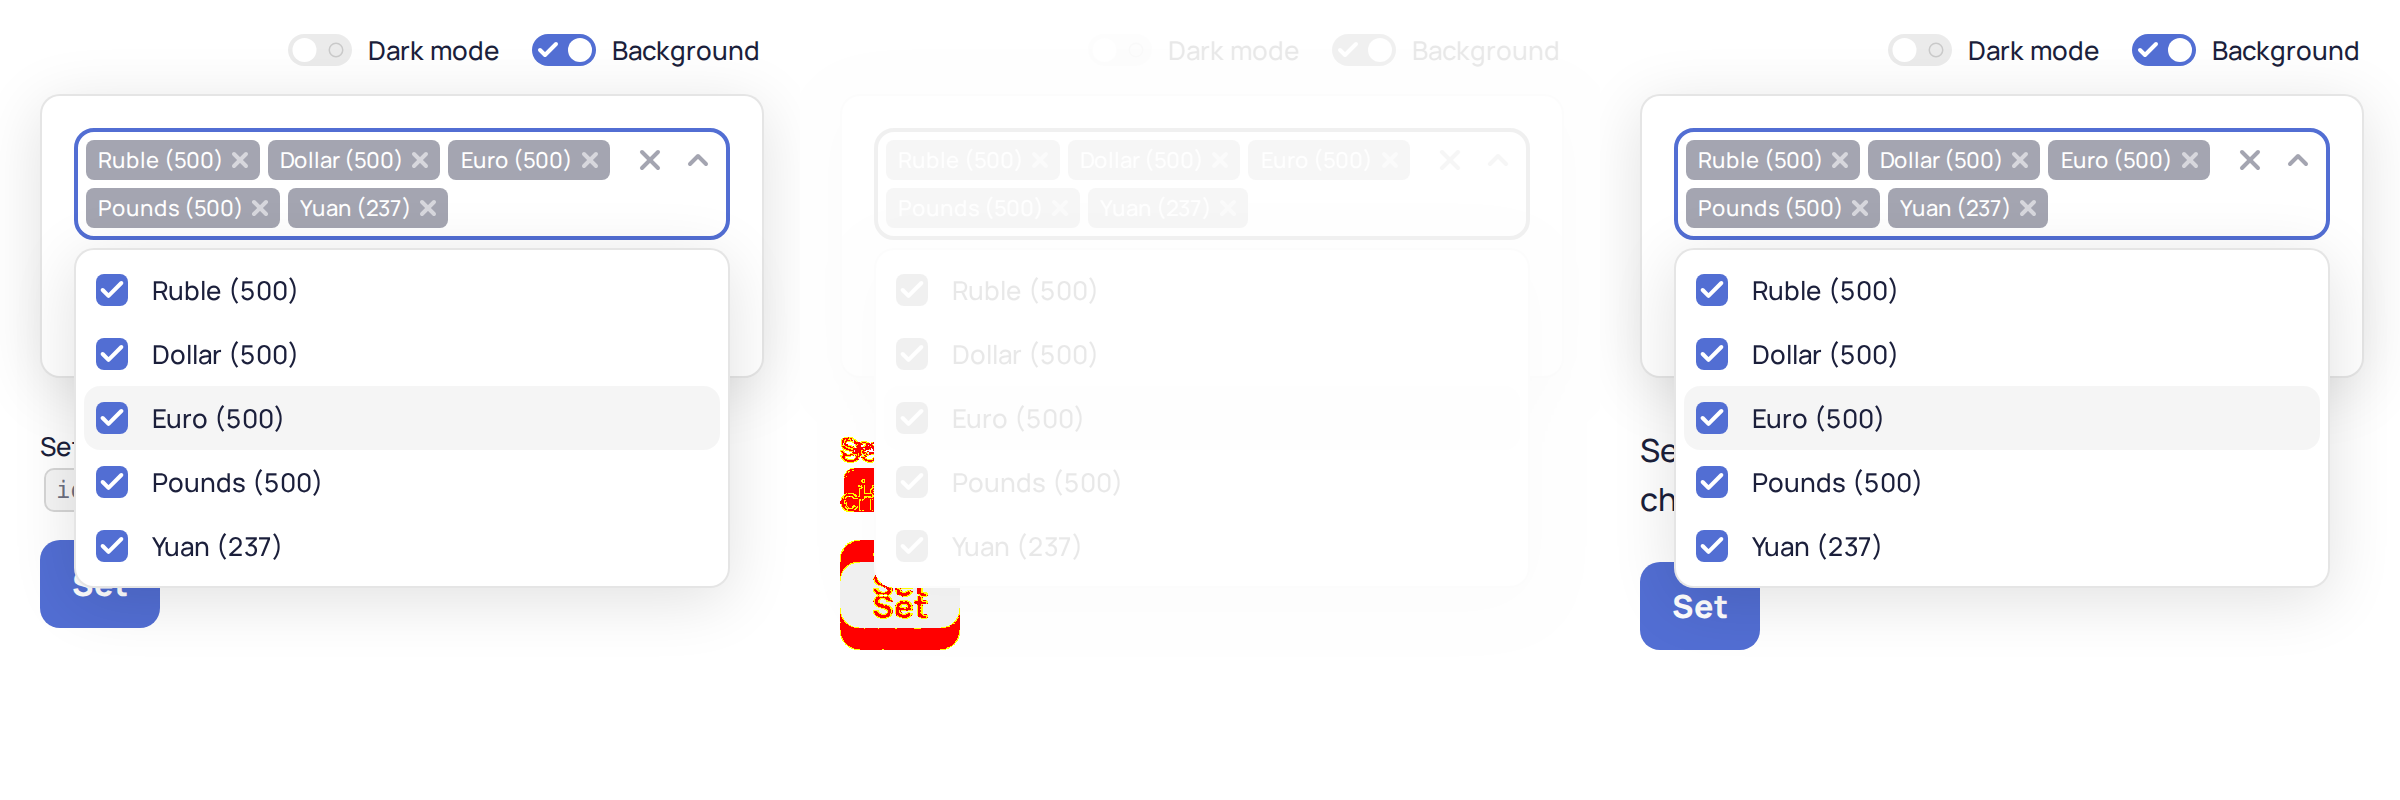 Dark mode Background
Ruble (500) Dollar (500) Euro (500)
Pounds (500) Yuan (237)
Ruble (500)
Dollar (500)
Euro (500)
Pounds (500)
Yuan (237)
Set
Dark mode Background
Ruble (500) Dollar (500) Euro (500)
Pounds (500) Yuan (237)
Ruble (500)
Dollar (500)
Euro (500)
Pounds (500)
Yuan (237)
Set
Dark mode Background
Ruble (500) Dollar (500) Euro (500)
Pounds (500) Yuan (237)
Ruble (500)
Dollar (500)
Euro (500)
Pounds (500)
Yuan (237)
Se
ch
Set